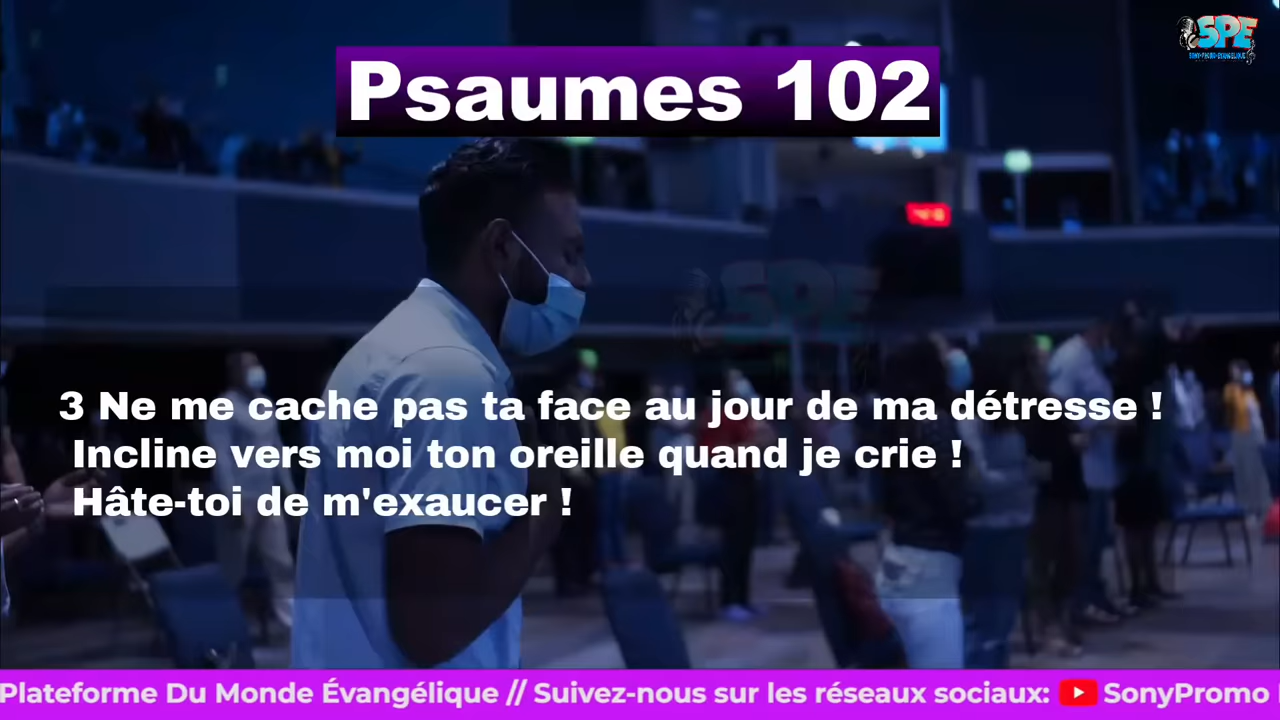 SPE
Psaumes 102
3 Ne me cache pas ta face au jour de ma détresse !
Incline vers moi ton oreille quand je crie !
Hâte-toi de m'exaucer !
Plateforme Du Monde Évangélique // Suivez-nous sur les réseaux sociaux: SonyPromo